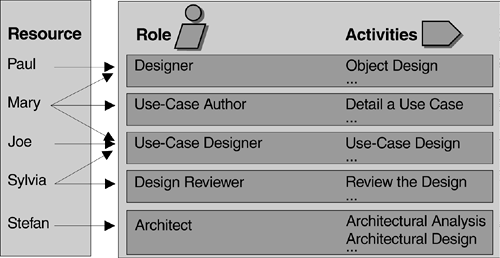 Resource Role Activities
Paul Designer Object Design
...
Mary Use-Case Author Detail a Use Case
...
Joe Use-Case Designer Use-Case Design
...
Sylvia Design Reviewer Review the Design
...
Stefan Architect Architectural Analysis
Architectural Design